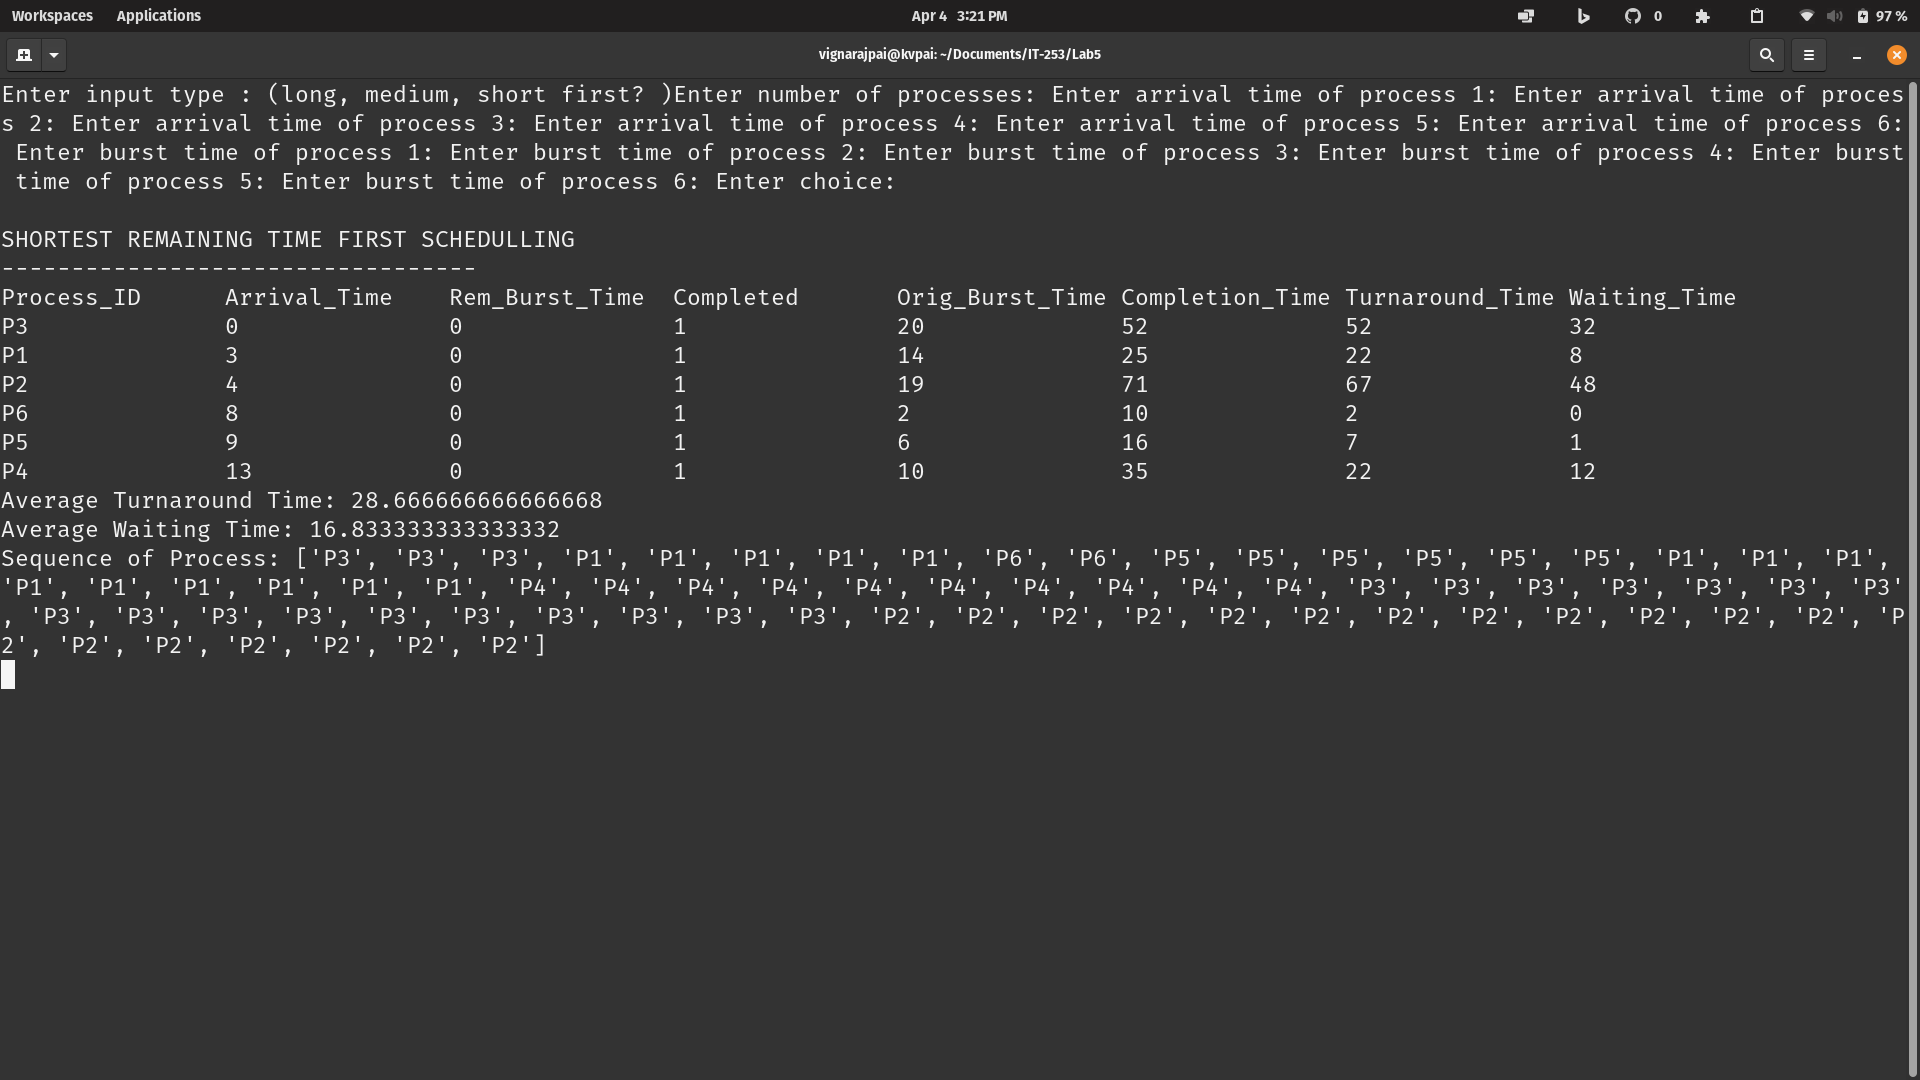 Workspaces Applications Apr 4 3:21 PM 0 97 %
vignarajpai@kvpai: ~/Documents/IT-253/Lab5
Enter input type : (long, medium, short first? )Enter number of processes: Enter arrival time of process 1: Enter arrival time of proces
s 2: Enter arrival time of process 3: Enter arrival time of process 4: Enter arrival time of process 5: Enter arrival time of process 6:
 Enter burst time of process 1: Enter burst time of process 2: Enter burst time of process 3: Enter burst time of process 4: Enter burst
 time of process 5: Enter burst time of process 6: Enter choice:
SHORTEST REMAINING TIME FIRST SCHEDULLING
----------------------------------
Process_ID Arrival_Time Rem_Burst_Time Completed Orig_Burst_Time Completion_Time Turnaround_Time Waiting_Time
P3 0 0 1 20 52 52 32
P1 3 0 1 14 25 22 8
P2 4 0 1 19 71 67 48
P6 8 0 1 2 10 2 0
P5 9 0 1 6 16 7 1
P4 13 0 1 10 35 22 12
Average Turnaround Time: 28.666666666666668
Average Waiting Time: 16.833333333333332
Sequence of Process: ['P3', 'P3', 'P3', 'P1', 'P1', 'P1', 'P1', 'P1', 'P6', 'P6', 'P5', 'P5', 'P5', 'P5', 'P5', 'P5', 'P1', 'P1', 'P1',
'P1', 'P1', 'P1', 'P1', 'P1', 'P1', 'P4', 'P4', 'P4', 'P4', 'P4', 'P4', 'P4', 'P4', 'P4', 'P4', 'P3', 'P3', 'P3', 'P3', 'P3', 'P3', 'P3'
, 'P3', 'P3', 'P3', 'P3', 'P3', 'P3', 'P3', 'P3', 'P3', 'P3', 'P2', 'P2', 'P2', 'P2', 'P2', 'P2', 'P2', 'P2', 'P2', 'P2', 'P2', 'P2', 'P
2', 'P2', 'P2', 'P2', 'P2', 'P2', 'P2']